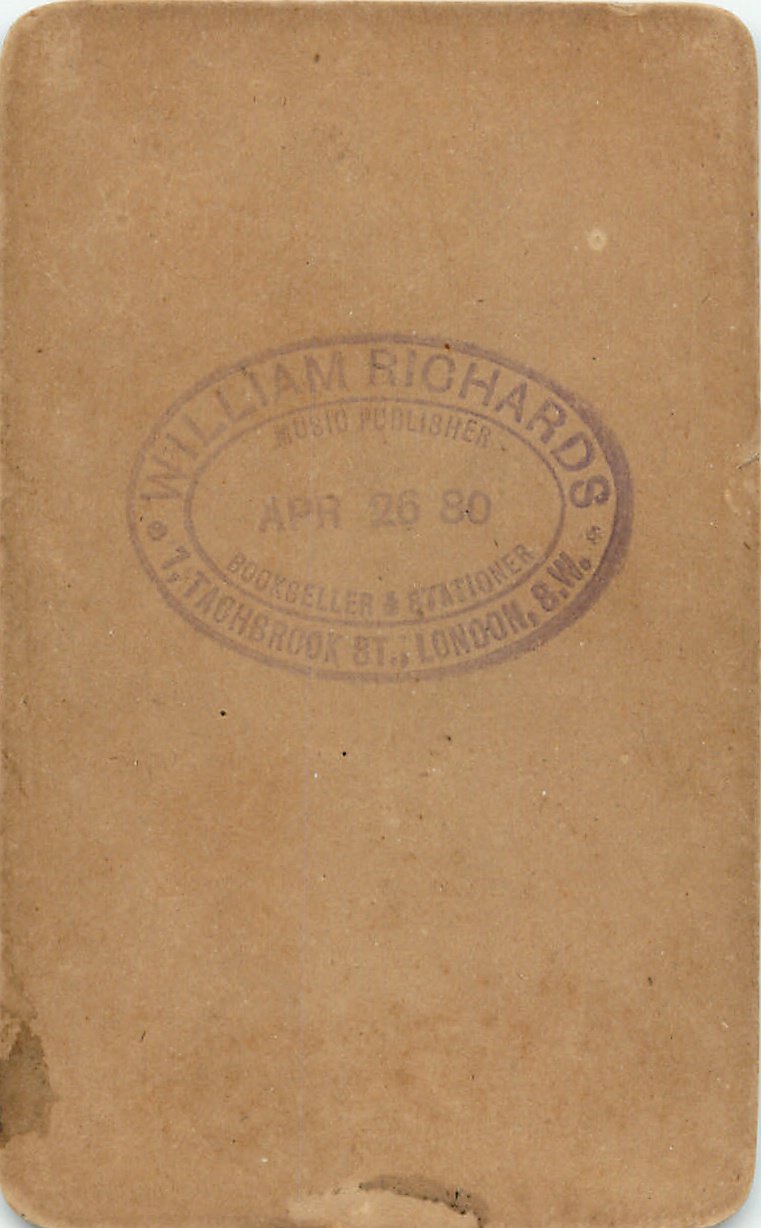 WILLIAM RICHARDS
MUSIC PUBLISHER
APR 26 80
BOOKSELLER & STATIONER
7, TACHBROOK ST., LONDON, S.W.